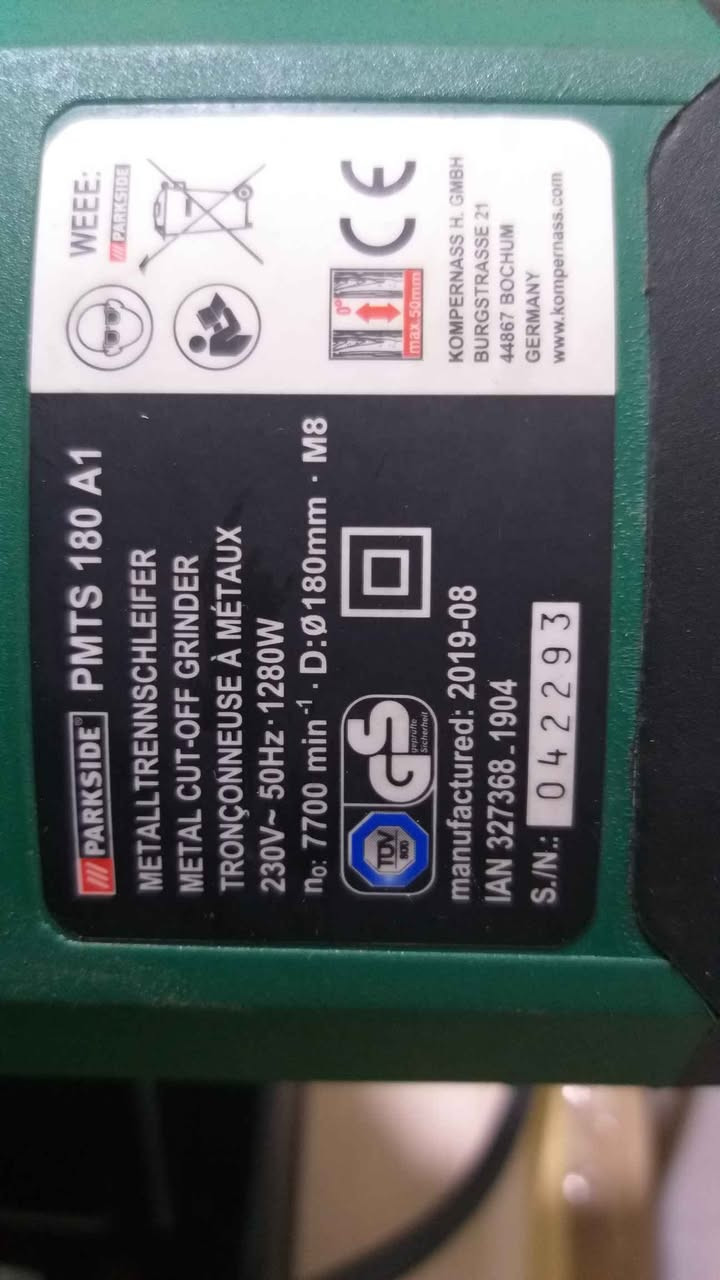 PARKSIDE® PMTS 180 A1
METALLTRENNSCHLEIFER
METAL CUT-OFF GRINDER
TRONÇONNEUSE À MÉTAUX
230V~ 50Hz · 1280W
n₀: 7700 min⁻¹ · D:Ø180mm · M8
TÜV
SÜD
GS
geprüfte
Sicherheit
manufactured: 2019-08
IAN 327368_1904
S./N.: 042293
WEEE:
PARKSIDE
0°
max.50mm
CE
KOMPERNASS H. GMBH
BURGSTRASSE 21
44867 BOCHUM
GERMANY
www.kompernass.com